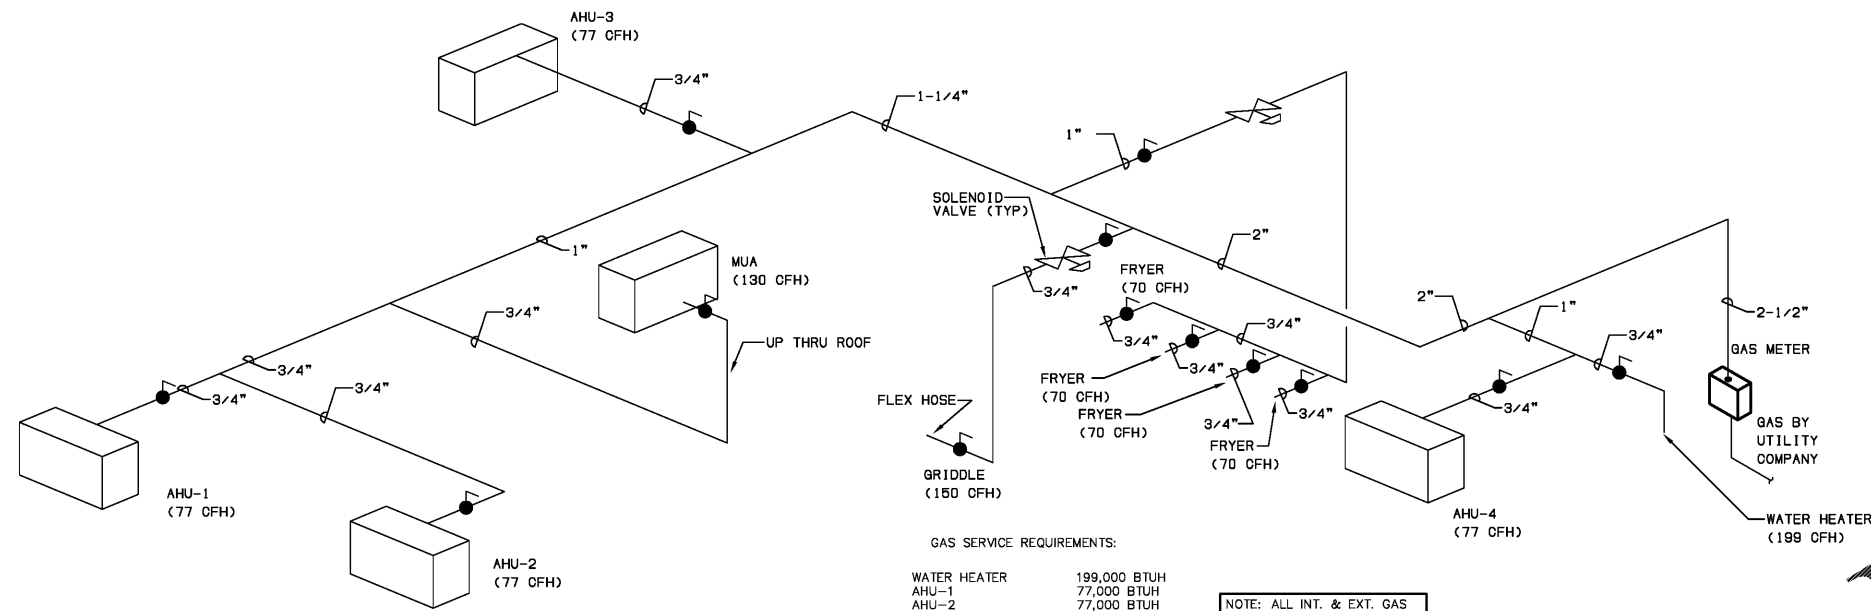 AHU-3
(77 CFH)
3/4"
1-1/4"
1"
SOLENOID
VALVE (TYP)
2"
1"
MUA
(130 CFH)
3/4"
FRYER
(70 CFH)
2"
1"
3/4"
2-1/2"
3/4"
UP THRU ROOF
3/4"
3/4"
GAS METER
3/4"
3/4"
3/4"
FRYER
(70 CFH)
3/4"
FLEX HOSE
FRYER
(70 CFH)
3/4"
3/4"
3/4"
GAS BY
UTILITY
COMPANY
FRYER
(70 CFH)
GRIDDLE
(150 CFH)
AHU-1
(77 CFH)
AHU-4
(77 CFH)
WATER HEATER
(199 CFH)
AHU-2
(77 CFH)
GAS SERVICE REQUIREMENTS:
WATER HEATER 199,000 BTUH
AHU-1 77,000 BTUH
AHU-2 77,000 BTUH
NOTE: ALL INT. & EXT. GAS